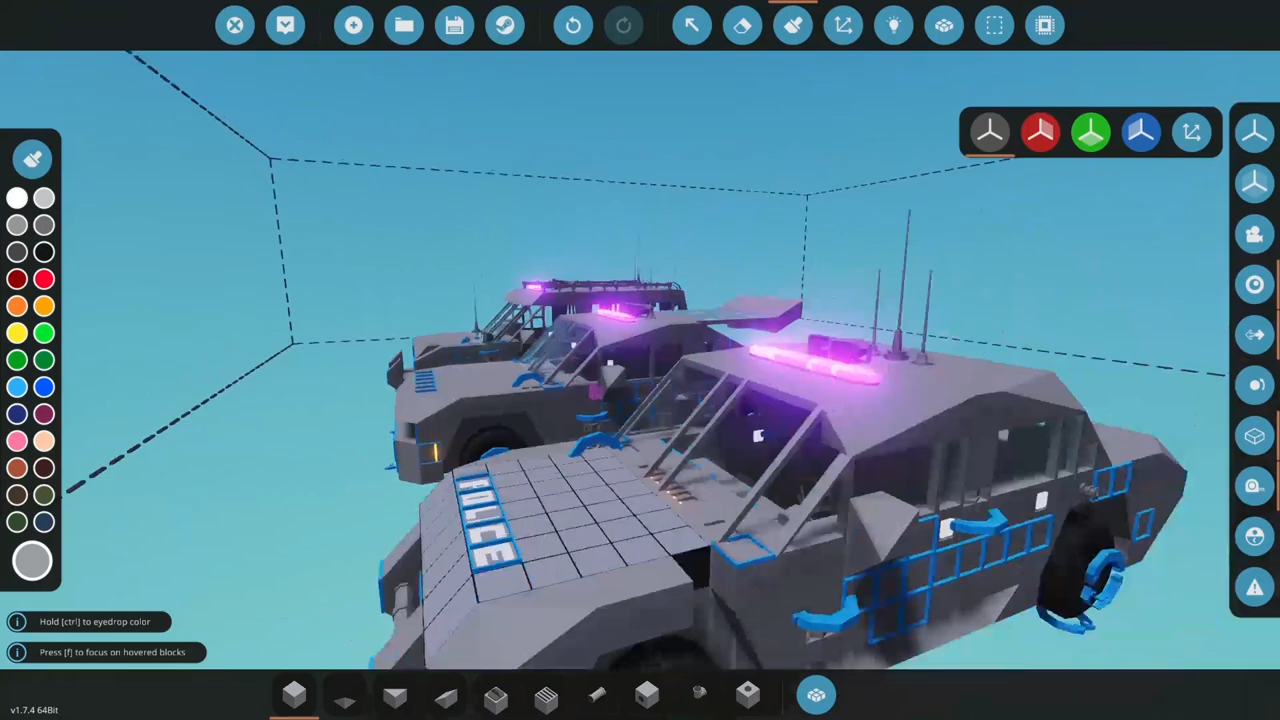 Hold [ctrl] to eyedrop color
Press [f] to focus on hovered blocks
v1.7.4 64Bit